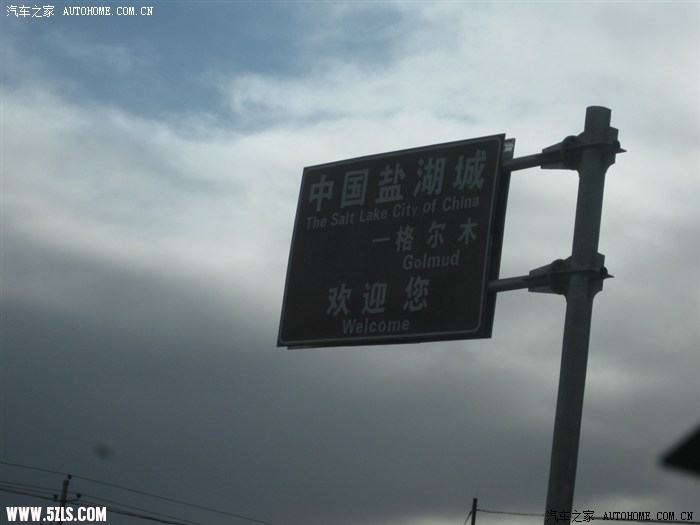 汽车之家 AUTOHOME.COM.CN
中国盐湖城
The Salt Lake City of China
一格尔木
Golmud
欢迎您
Welcome
WWW.5ZLS.COM
汽车之家 AUTOHOME.COM.CN